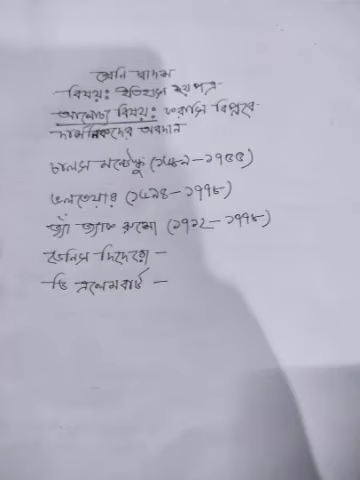 শ্রেনি দ্বাদশ
বিষয়ঃ ইতিহাস ২য়পত্র
আলোচ্য বিষয়ঃ ফরাসি বিপ্লবে
দার্শনিকদের অবদান
চার্লস মন্টেস্কু (১৬৮৯-১৭৫৫)
ভলতেয়ার (১৬৯৪-১৭৭৮)
জ্যাঁ জ্যাক রুসো (১৭১২-১৭৭৮)
ডেনিস দিদেরো -
ডি এলেমবার্ট -